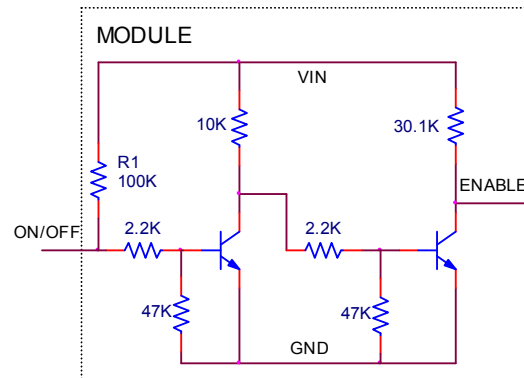 MODULE
VIN
10K
30.1K
R1
100K
ENABLE
ON/OFF
2.2K
2.2K
47K
47K
GND